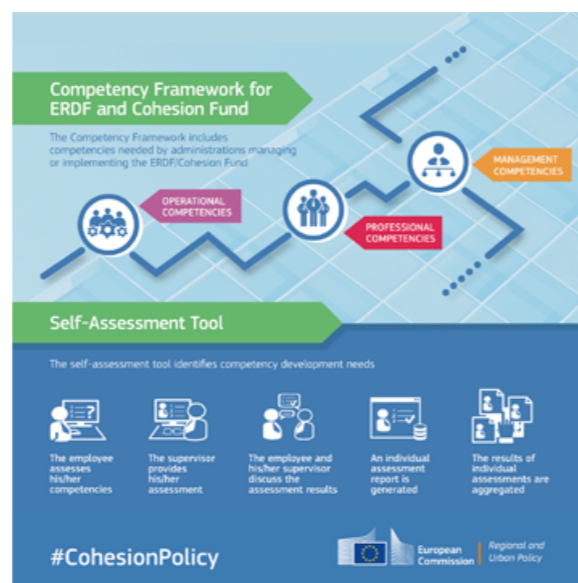 Competency Framework for
ERDF and Cohesion Fund
The Competency Framework includes
competencies needed by administrations managing
or implementing the ERDF/Cohesion Fund
MANAGEMENT
COMPETENCIES
OPERATIONAL
COMPETENCIES
PROFESSIONAL
COMPETENCIES
Self-Assessment Tool
The self-assessment tool identifies competency development needs
?
The employee
assesses
his/her
competencies
The supervisor
provides
his/her
assessment
The employee and
his/her supervisor
discuss the
assessment results
An individual
assessment
report is
generated
The results of
individual
assessments are
aggregated
#CohesionPolicy
European
Commission
Regional and
Urban Policy